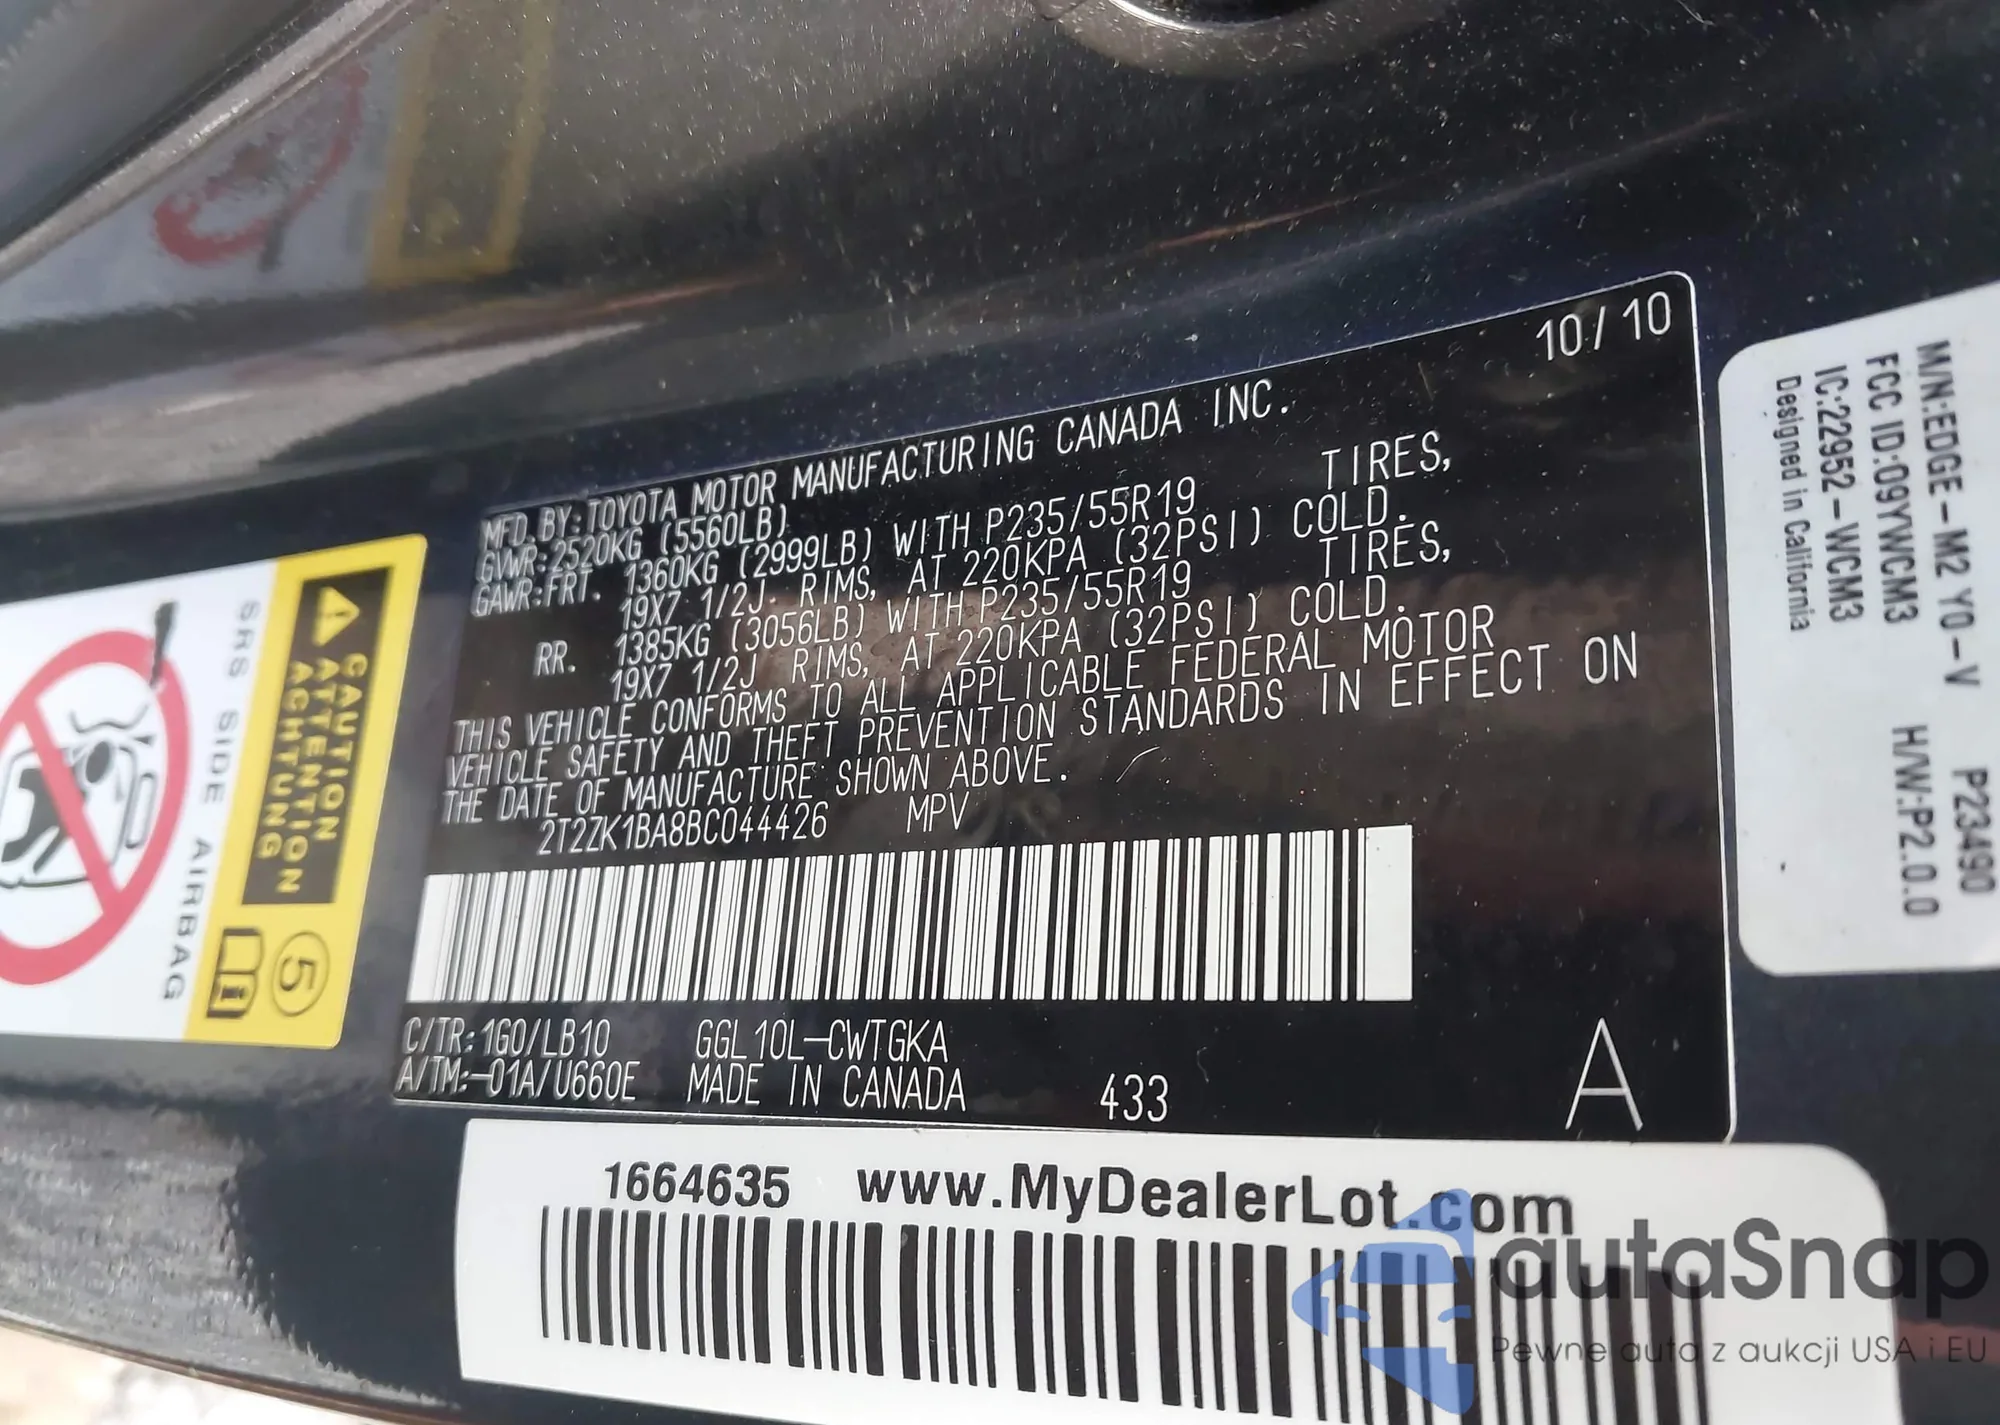 10/10
MFD. BY: TOYOTA MOTOR MANUFACTURING CANADA INC.
GVWR: 2520KG (5560LB)
GAWR: FRT. 1360KG (2999LB) WITH P235/55R19 TIRES,
19X7 1/2J. RIMS, AT 220KPA (32PSI) COLD.
RR. 1385KG (3056LB) WITH P235/55R19 TIRES,
19X7 1/2J RIMS, AT 220KPA (32PSI) COLD.
THIS VEHICLE CONFORMS TO ALL APPLICABLE FEDERAL MOTOR
VEHICLE SAFETY AND THEFT PREVENTION STANDARDS IN EFFECT ON
THE DATE OF MANUFACTURE SHOWN ABOVE.
2T2ZK1BA8BC044426 MPV
C/TR: 1G0/LB10 GGL10L-CWTGKA
A/TM:-01A/U660E MADE IN CANADA 433
A
CAUTION
ATTENTION
ACHTUNG
5
SRS SIDE AIRBAG
M/N:EDGE-M2 Y0-V P23490
FCC ID:09YWCM3 H/W:P2.0.0
IC:22952-WCM3
Designed in California
1664635 www.MyDealerLot.com
autaSnap
Pewne auta z aukcji USA i EU